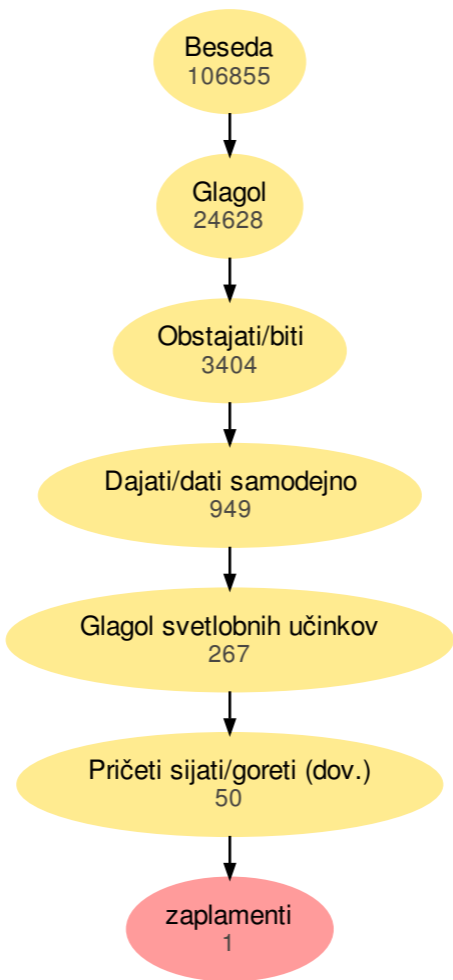 Beseda
106855
Glagol
24628
Obstajati/biti
3404
Dajati/dati samodejno
949
Glagol svetlobnih učinkov
267
Pričeti sijati/goreti (dov.)
50
zaplamenti
1